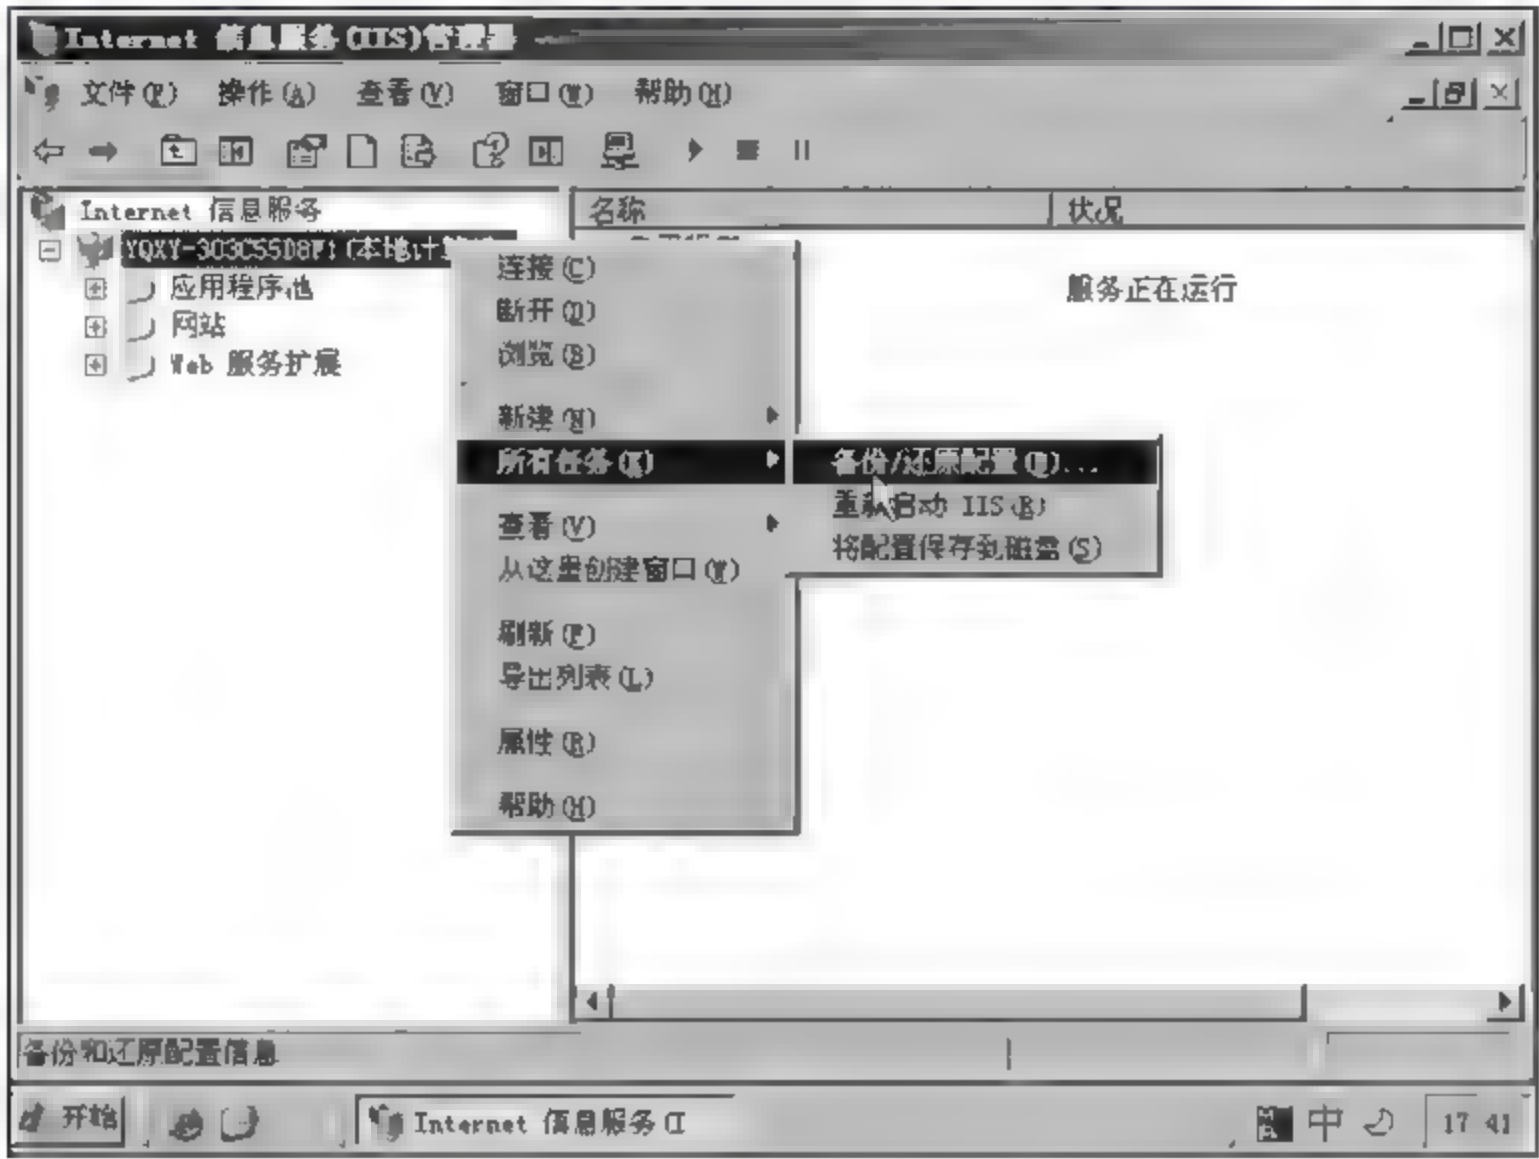 Internet 信息服务(IIS)管理器
文件(F) 操作(A) 查看(V) 窗口(W) 帮助(H)
Internet 信息服务
名称 状况
(本地计
连接(C)
应用程序池
服务正在运行
断开(D)
网站
浏览(B)
Web 服务扩展
新建(N)
所有任务(K)
备份/还原配置(B)...
重新启动 IIS(R)
查看(V)
将配置保存到磁盘(S)
从这里创建窗口(W)
刷新(F)
导出列表(L)
属性(R)
帮助(H)
备份和还原配置信息
开始 Internet 信息服务(I 中 17 41